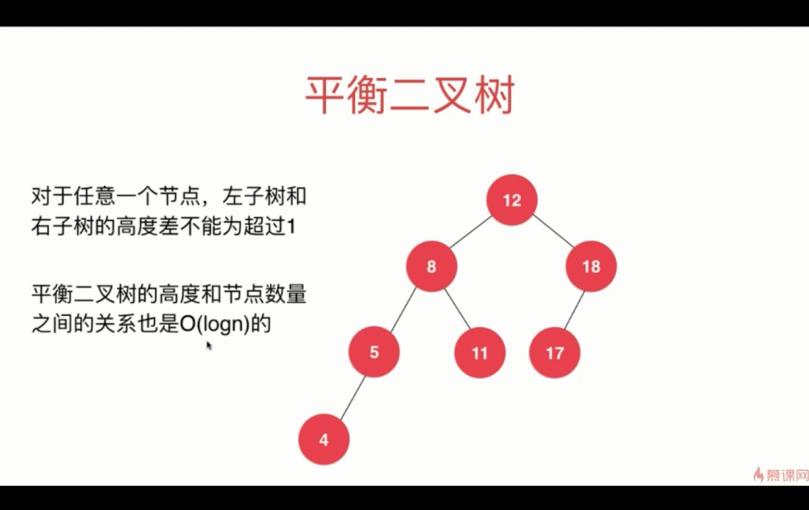 平衡二叉树
对于任意一个节点，左子树和
右子树的高度差不能为超过1
平衡二叉树的高度和节点数量
之间的关系也是O(logn)的
12
8
18
5
11
17
4
慕课网